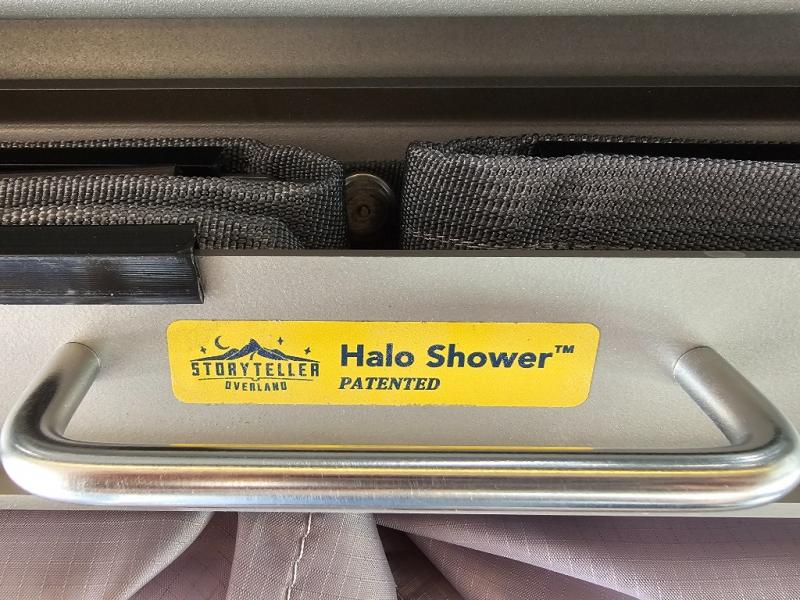 STORYTELLER
OVERLAND
Halo Shower™
PATENTED